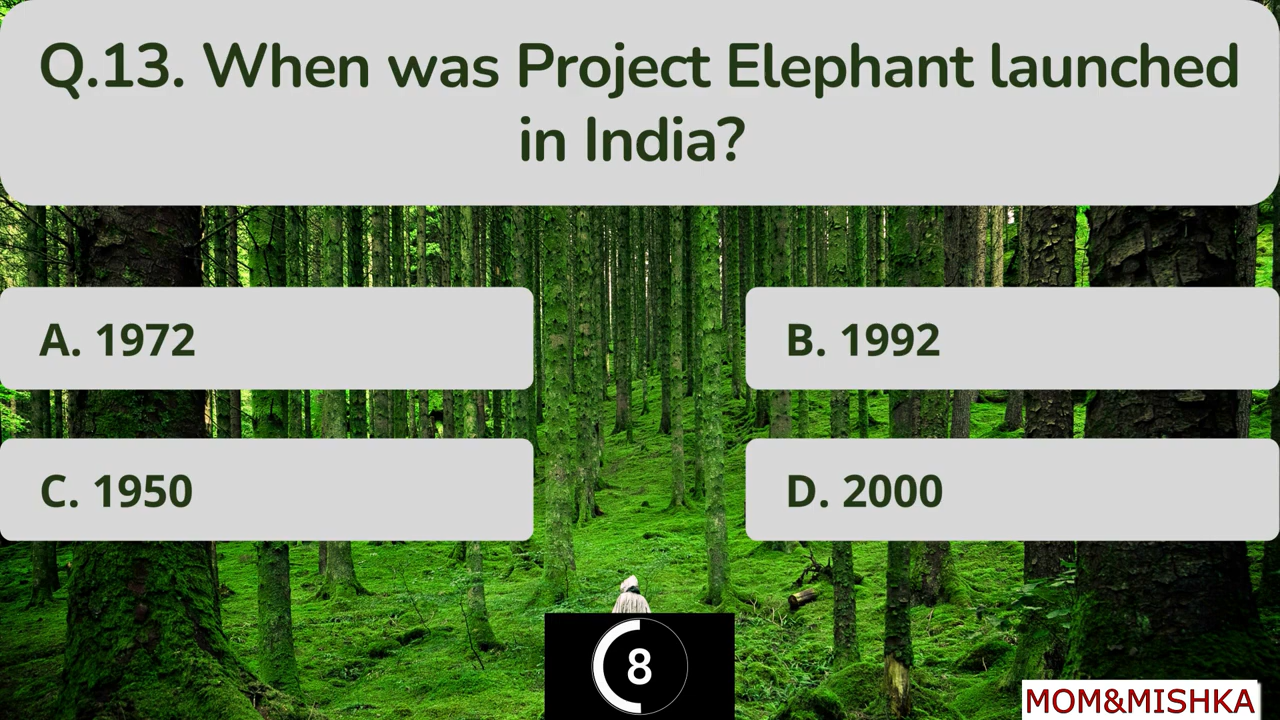 Q.13. When was Project Elephant launched
in India?
A. 1972
B. 1992
C. 1950
D. 2000
8
MOM&MISHKA